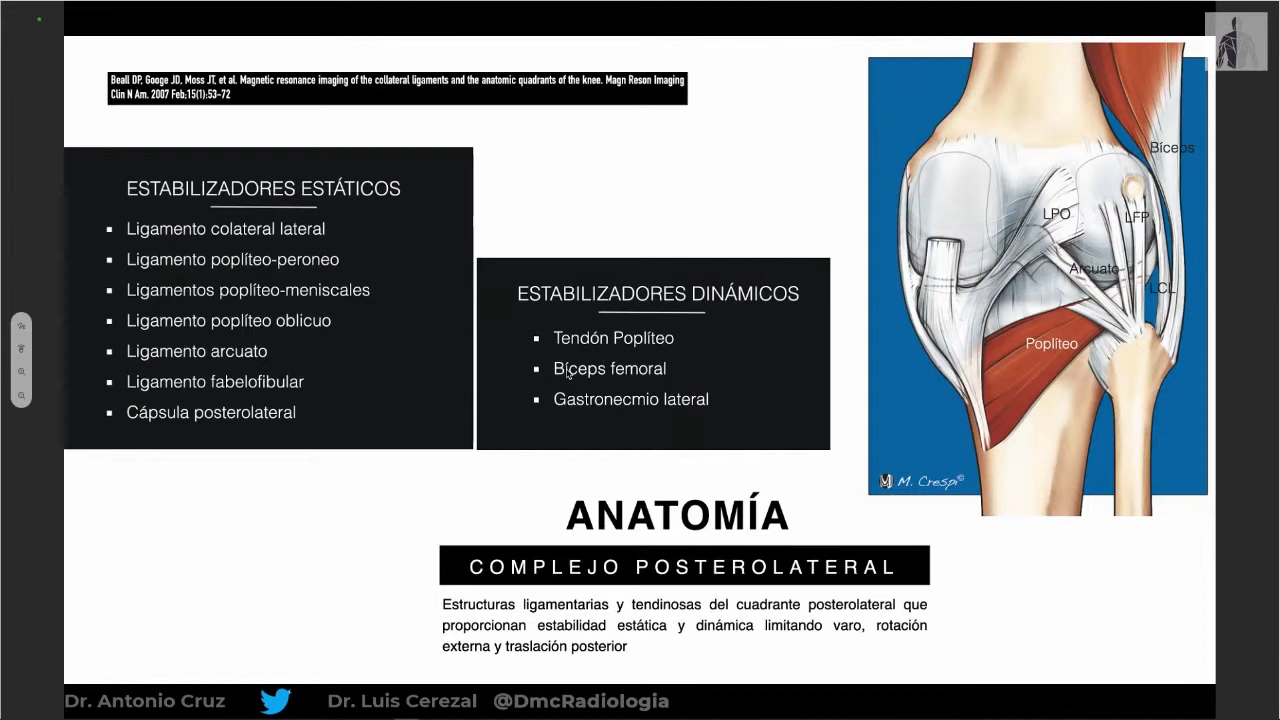 Beall DP, Googe JD, Moss JT, et al. Magnetic resonance imaging of the collateral ligaments and the anatomic quadrants of the knee. Magn Reson Imaging
Clin N Am. 2007 Feb;15(1):53-72
ESTABILIZADORES ESTÁTICOS
▪ Ligamento colateral lateral
▪ Ligamento poplíteo-peroneo
▪ Ligamentos poplíteo-meniscales
▪ Ligamento poplíteo oblicuo
▪ Ligamento arcuato
▪ Ligamento fabelofibular
▪ Cápsula posterolateral
ESTABILIZADORES DINÁMICOS
▪ Tendón Poplíteo
▪ Bíceps femoral
▪ Gastronecmio lateral
Bíceps
LPO
LFP
Arcuato
LCL
Poplíteo
M. Crespi©
ANATOMÍA
COMPLEJO POSTEROLATERAL
Estructuras ligamentarias y tendinosas del cuadrante posterolateral que
proporcionan estabilidad estática y dinámica limitando varo, rotación
externa y traslación posterior
Dr. Antonio Cruz Dr. Luis Cerezal @DmcRadiologia